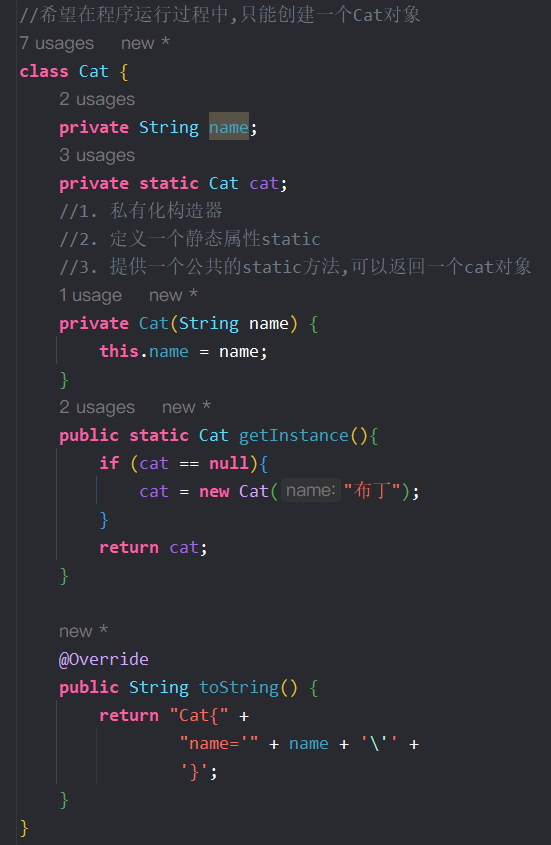 //希望在程序运行过程中,只能创建一个Cat对象
7 usages    new *
class Cat {
    2 usages
    private String name;
    3 usages
    private static Cat cat;
    //1. 私有化构造器
    //2. 定义一个静态属性static
    //3. 提供一个公共的static方法,可以返回一个cat对象
    1 usage    new *
    private Cat(String name) {
        this.name = name;
    }
    2 usages    new *
    public static Cat getInstance(){
        if (cat == null){
            cat = new Cat( name: "布丁");
        }
        return cat;
    }
    new *
    @Override
    public String toString() {
        return "Cat{" +
                "name='" + name + '\'' +
                '}';
    }
}